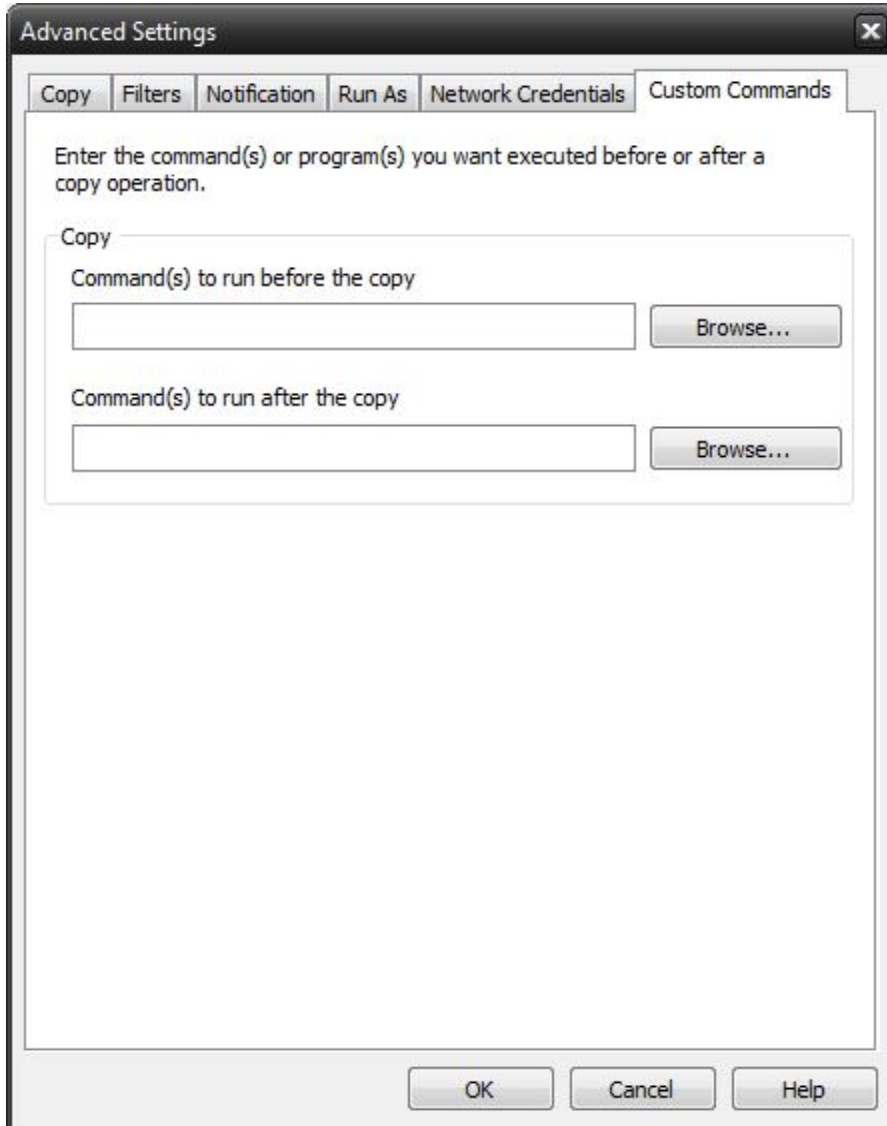 Advanced Settings
Copy Filters Notification Run As Network Credentials Custom Commands
Enter the command(s) or program(s) you want executed before or after a
copy operation.
Copy
Command(s) to run before the copy
Browse...
Command(s) to run after the copy
Browse...
OK Cancel Help